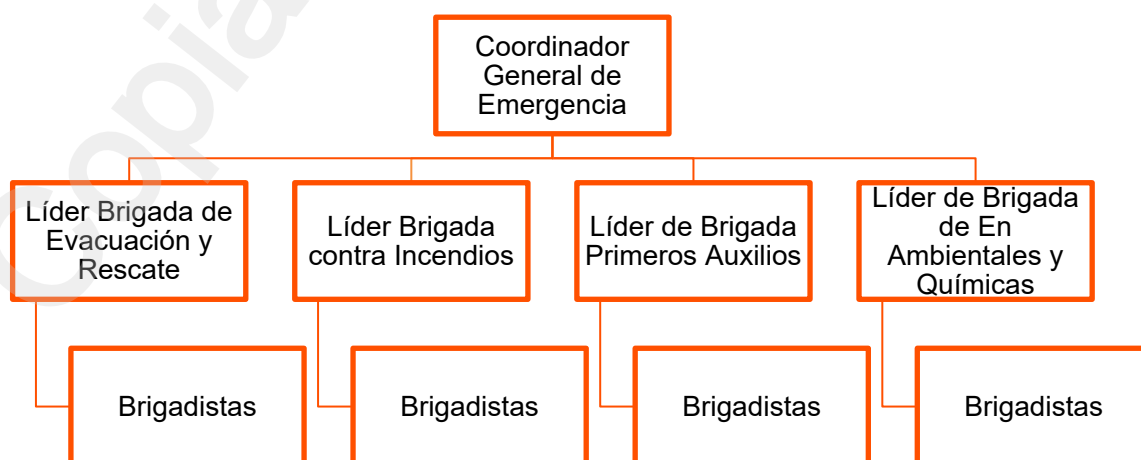 Coordinador
General de
Emergencia
Líder Brigada de
Evacuación y
Rescate
Líder Brigada
contra Incendios
Líder de Brigada
Primeros Auxilios
Líder de Brigada
de En
Ambientales y
Químicas
Brigadistas
Brigadistas
Brigadistas
Brigadistas
Copia